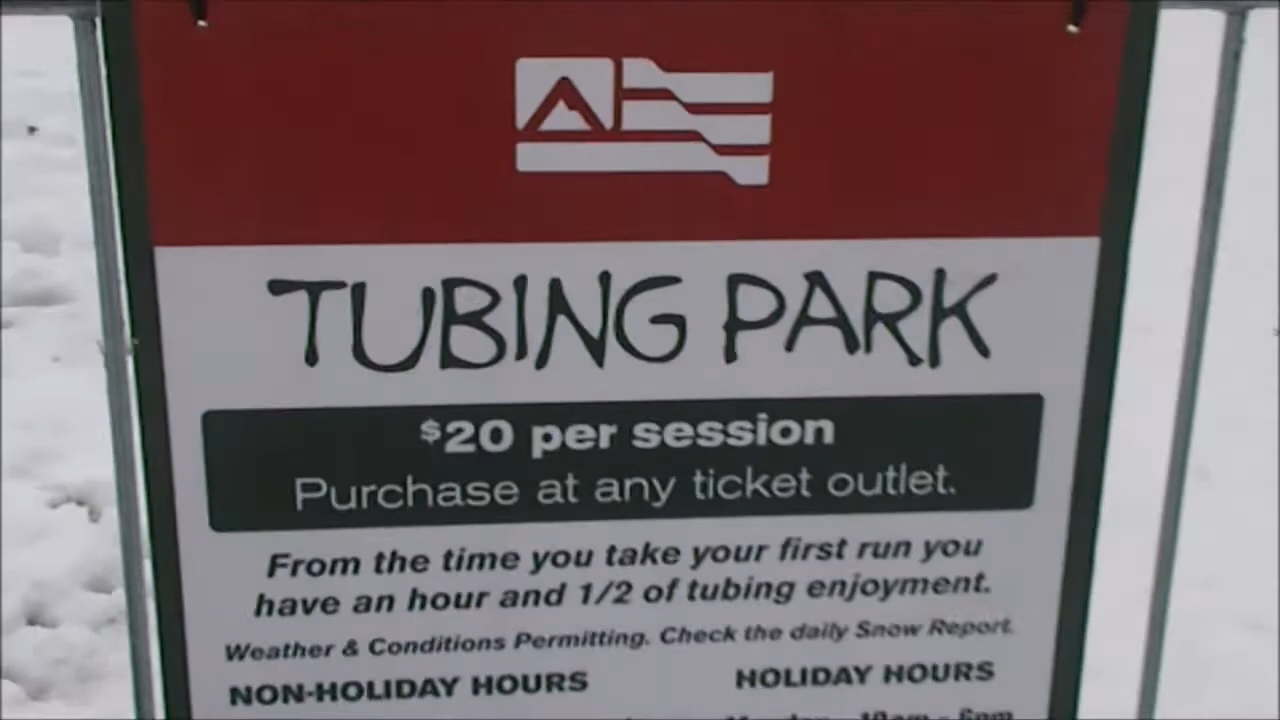 TUBING PARK
$20 per session
Purchase at any ticket outlet.
From the time you take your first run you
have an hour and 1/2 of tubing enjoyment.
Weather & Conditions Permitting. Check the daily Snow Report.
NON-HOLIDAY HOURS
HOLIDAY HOURS
10am - 6pm